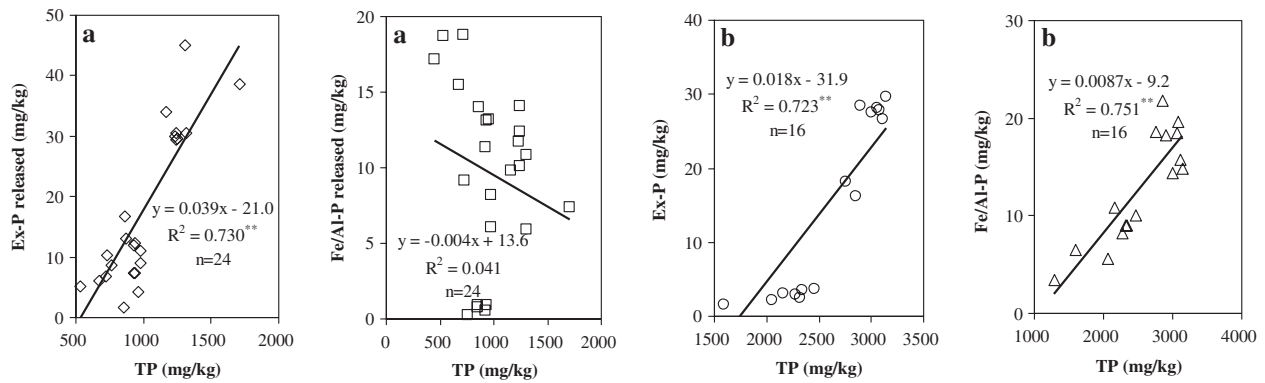 a
y = 0.039x - 21.0
R² = 0.730**
n=24
Ex-P released (mg/kg)
50
40
30
20
10
0
500
1000
1500
2000
TP (mg/kg)
a
y = -0.004x + 13.6
R² = 0.041
n=24
Fe/Al-P released (mg/kg)
20
15
10
5
0
0
500
1000
1500
2000
TP (mg/kg)
b
y = 0.018x - 31.9
R² = 0.723**
n=16
Ex-P (mg/kg)
40
30
20
10
0
1500
2000
2500
3000
3500
TP (mg/kg)
b
y = 0.0087x - 9.2
R² = 0.751**
n=16
Fe/Al-P (mg/kg)
30
20
10
0
1000
2000
3000
4000
TP (mg/kg)